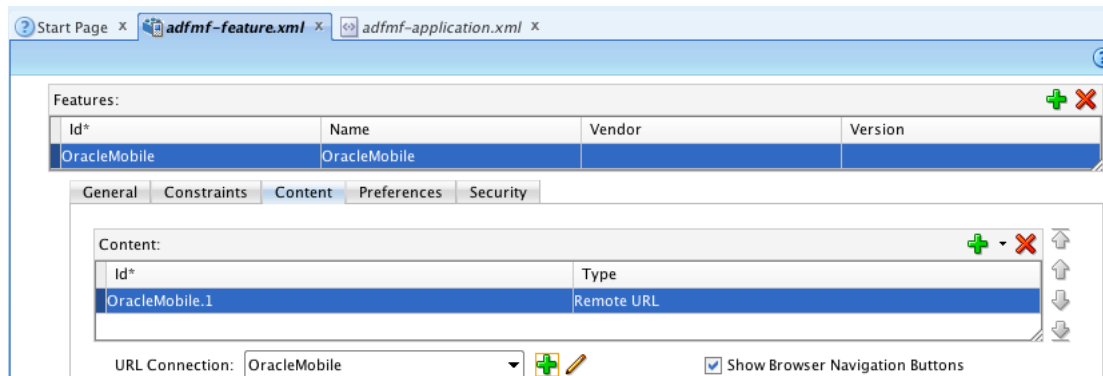 Start Page x adfmf-feature.xml x adfmf-application.xml x
Features:
Id* Name Vendor Version
OracleMobile OracleMobile
General Constraints Content Preferences Security
Content:
Id* Type
OracleMobile.1 Remote URL
URL Connection: OracleMobile Show Browser Navigation Buttons